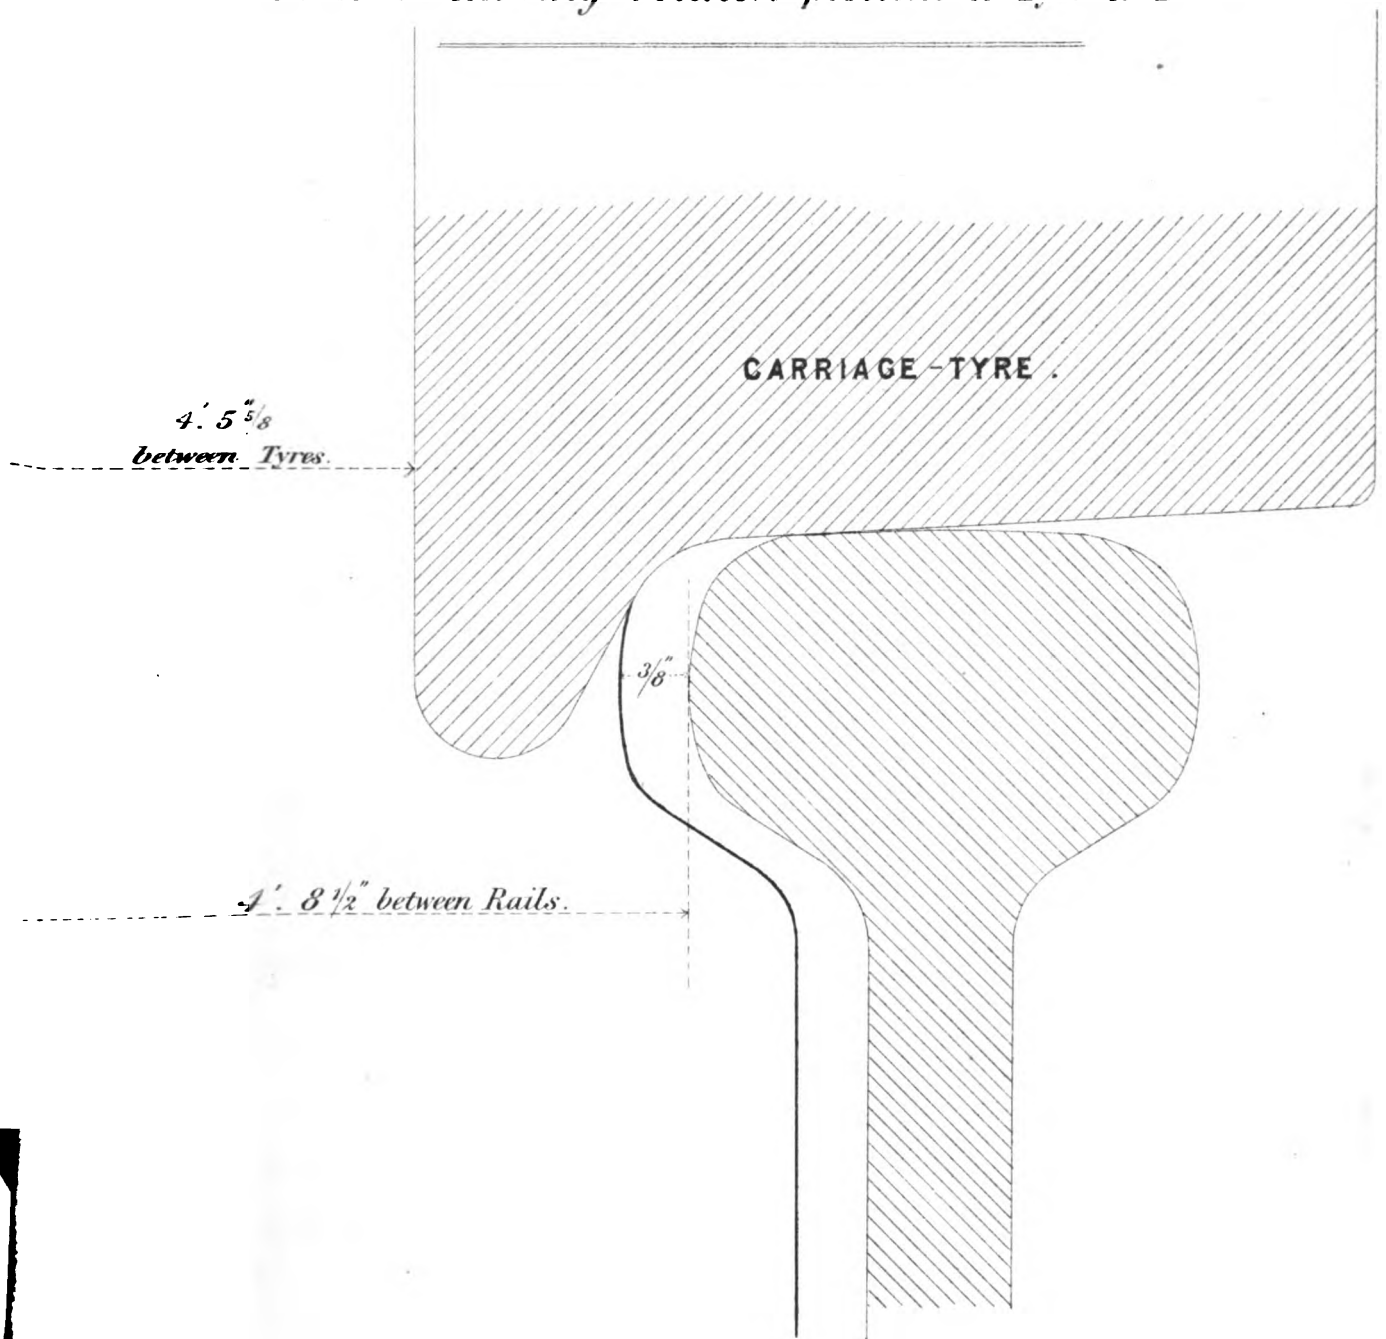 CARRIAGE-TYRE.
4'. 5"5/8
between Tyres.
3/8"
4'. 8 1/2" between Rails.